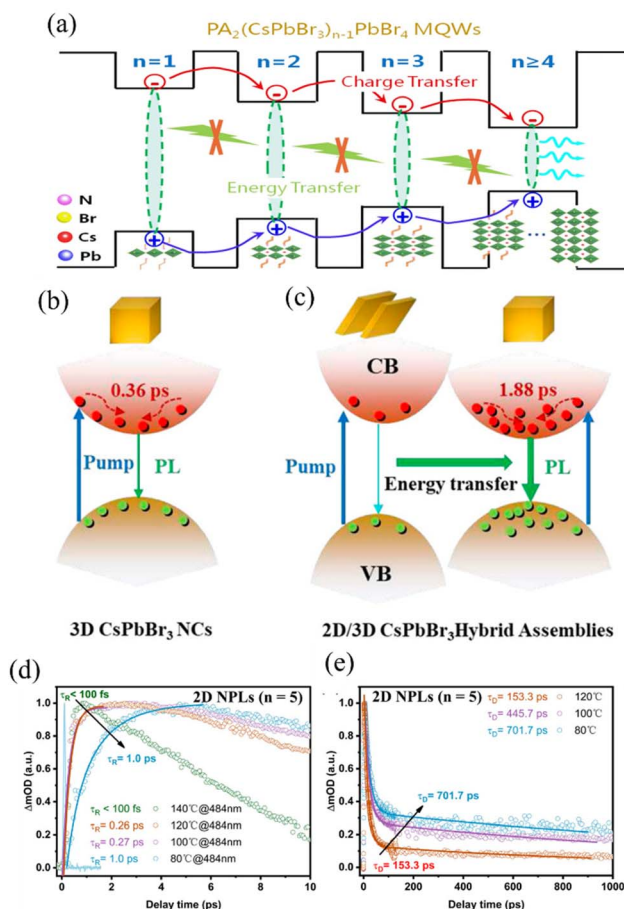 (a)
PA₂(CsPbBr₃)ₙ₋₁PbBr₄ MQWs
n=1
n=2
n=3
n≥4
Charge Transfer
Energy Transfer
N
Br
Cs
Pb
(b)
(c)
0.36 ps
Pump
PL
3D CsPbBr₃ NCs
CB
1.88 ps
Pump
Energy transfer
PL
VB
2D/3D CsPbBr₃Hybrid Assemblies
(d)
2D NPLs (n = 5)
τR< 100 fs
τR= 1.0 ps
τR< 100 fs 140℃@484nm
τR= 0.26 ps 120℃@484nm
τR= 0.27 ps 100℃@484nm
τR= 1.0 ps 80℃@484nm
ΔmOD (a.u.)
1.0
0.8
0.6
0.4
0.2
0.0
0 2 4 6 8 10
Delay time (ps)
(e)
2D NPLs (n = 5)
τD= 153.3 ps 120℃
τD= 445.7 ps 100℃
τD= 701.7 ps 80℃
τD= 701.7 ps
τD= 153.3 ps
ΔmOD (a.u.)
1.0
0.8
0.6
0.4
0.2
0.0
0 200 400 600 800 1000
Delay time (ps)